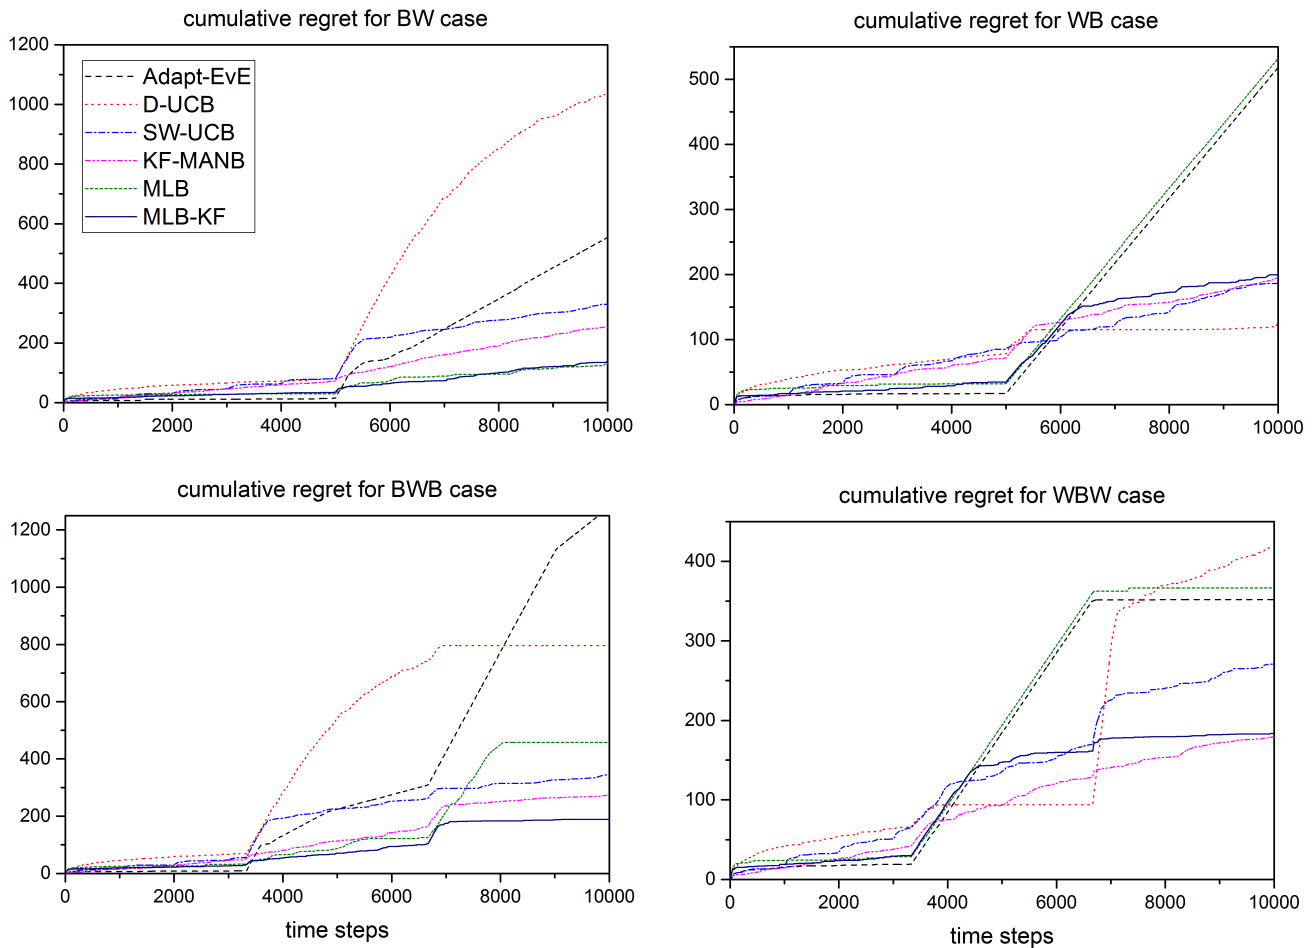 cumulative regret for BW case
1200
1000
800
600
400
200
0
Adapt-EvE
D-UCB
SW-UCB
KF-MANB
MLB
MLB-KF
0 2000 4000 6000 8000 10000
cumulative regret for WB case
500
400
300
200
100
0
0 2000 4000 6000 8000 10000
cumulative regret for BWB case
1200
1000
800
600
400
200
0
0 2000 4000 6000 8000 10000
time steps
cumulative regret for WBW case
400
300
200
100
0
0 2000 4000 6000 8000 10000
time steps